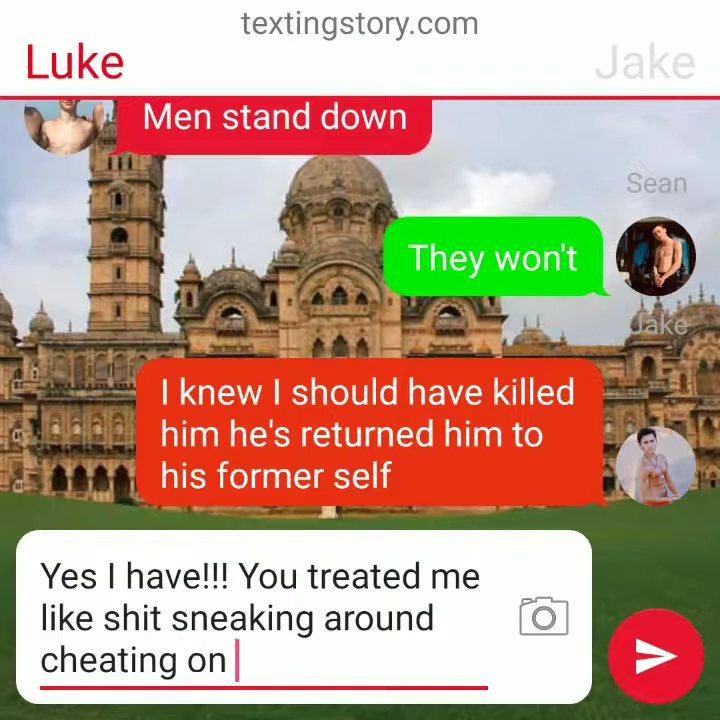 textingstory.com
Luke
Jake
Men stand down
Sean
They won't
Jake
I knew I should have killed
him he's returned him to
his former self
Yes I have!!! You treated me
like shit sneaking around
cheating on